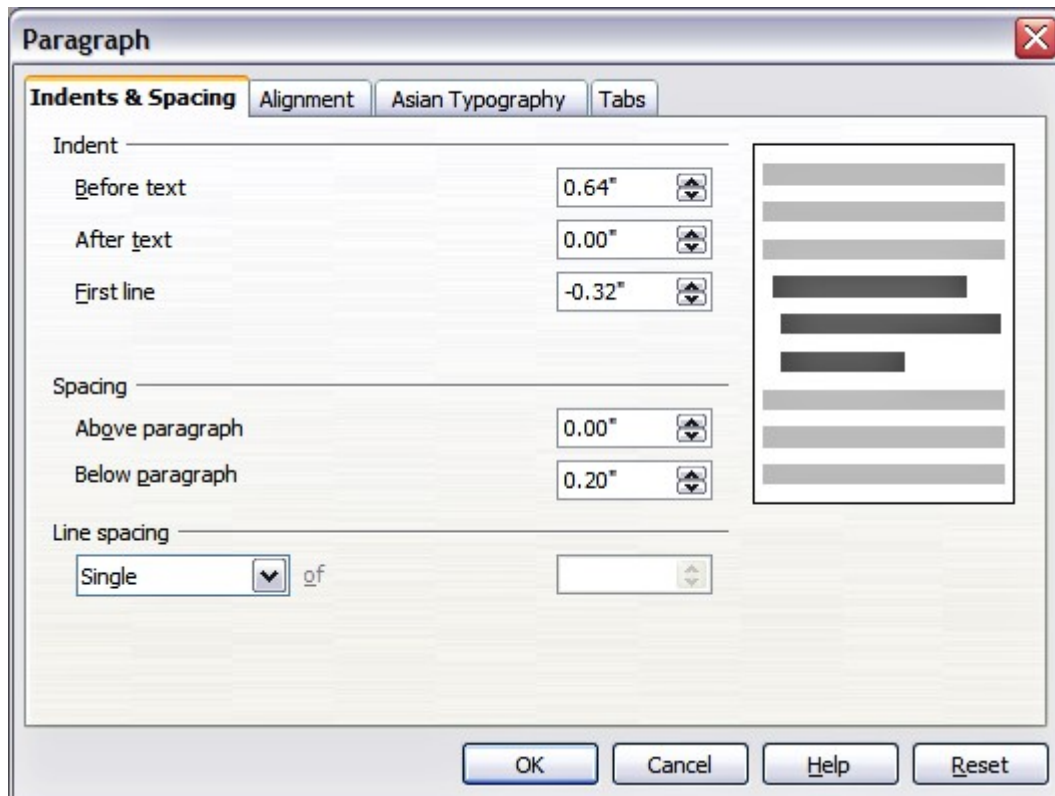 Paragraph
Indents & Spacing Alignment Asian Typography Tabs
Indent
Before text 0.64"
After text 0.00"
First line -0.32"
Spacing
Above paragraph 0.00"
Below paragraph 0.20"
Line spacing
Single of
OK Cancel Help Reset